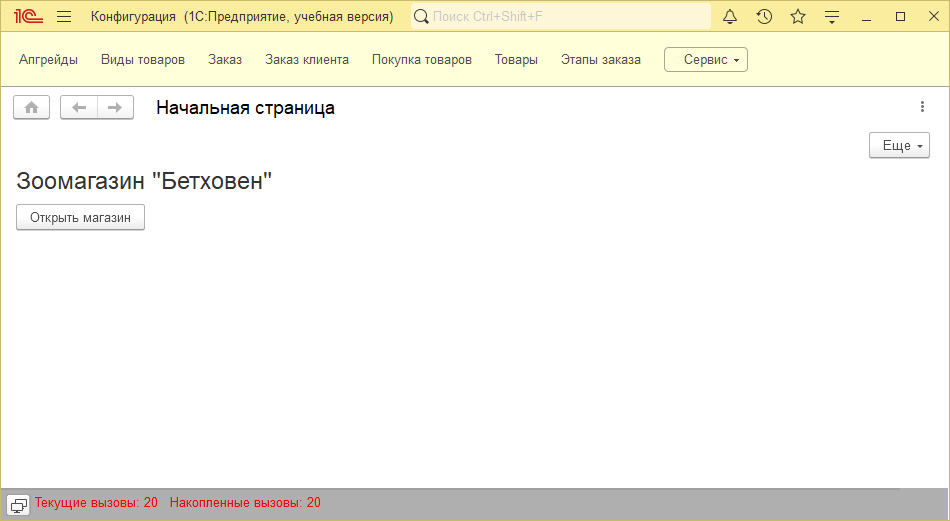 1С Конфигурация (1С:Предприятие, учебная версия) Поиск Ctrl+Shift+F
Апгрейды Виды товаров Заказ Заказ клиента Покупка товаров Товары Этапы заказа Сервис
Начальная страница
Еще
Зоомагазин "Бетховен"
Открыть магазин
Текущие вызовы: 20 Накопленные вызовы: 20